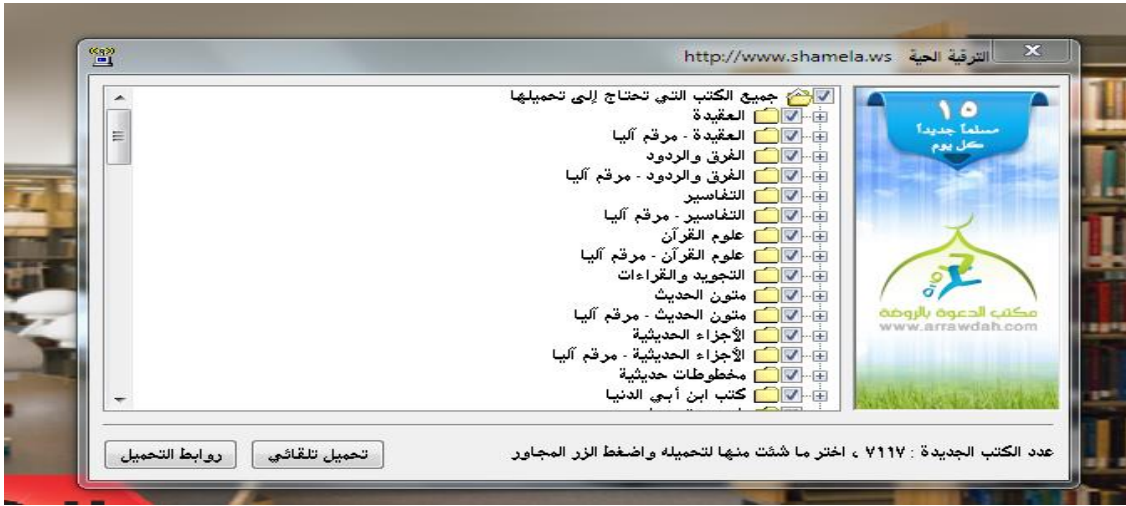 الترقية الحية http://www.shamela.ws
جميع الكتب التي تحتاج إلى تحميلها
العقيدة
العقيدة - مرقم آليا
الفرق والردود
الفرق والردود - مرقم آليا
التفاسير
التفاسير - مرقم آليا
علوم القرآن
علوم القرآن - مرقم آليا
التجويد والقراءات
متون الحديث
متون الحديث - مرقم آليا
الأجزاء الحديثية
الأجزاء الحديثية - مرقم آليا
مخطوطات حديثية
كتب ابن أبي الدنيا
١٥
مسلماً جديداً
كل يوم
مكتب الدعوة بالروضة
www.arrawdah.com
عدد الكتب الجديدة : ٧١١٧ ، اختر ما شئت منها لتحميله واضغط الزر المجاور
تحميل تلقائي
روابط التحميل